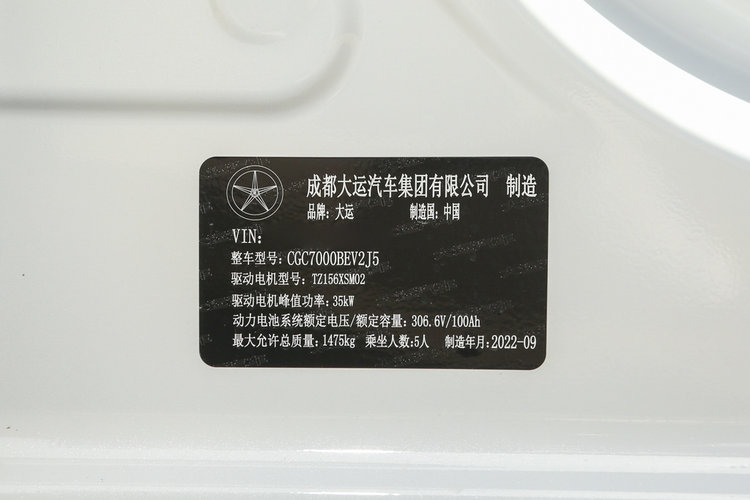 成都大运汽车集团有限公司 制造
品牌: 大运 制造国: 中国
VIN:
整车型号: CGC7000BEV2J5
驱动电机型号: TZ156XSM02
驱动电机峰值功率: 35kW
动力电池系统额定电压/额定容量: 306.6V/100Ah
最大允许总质量: 1475kg 乘坐人数: 5人 制造年月: 2022-09